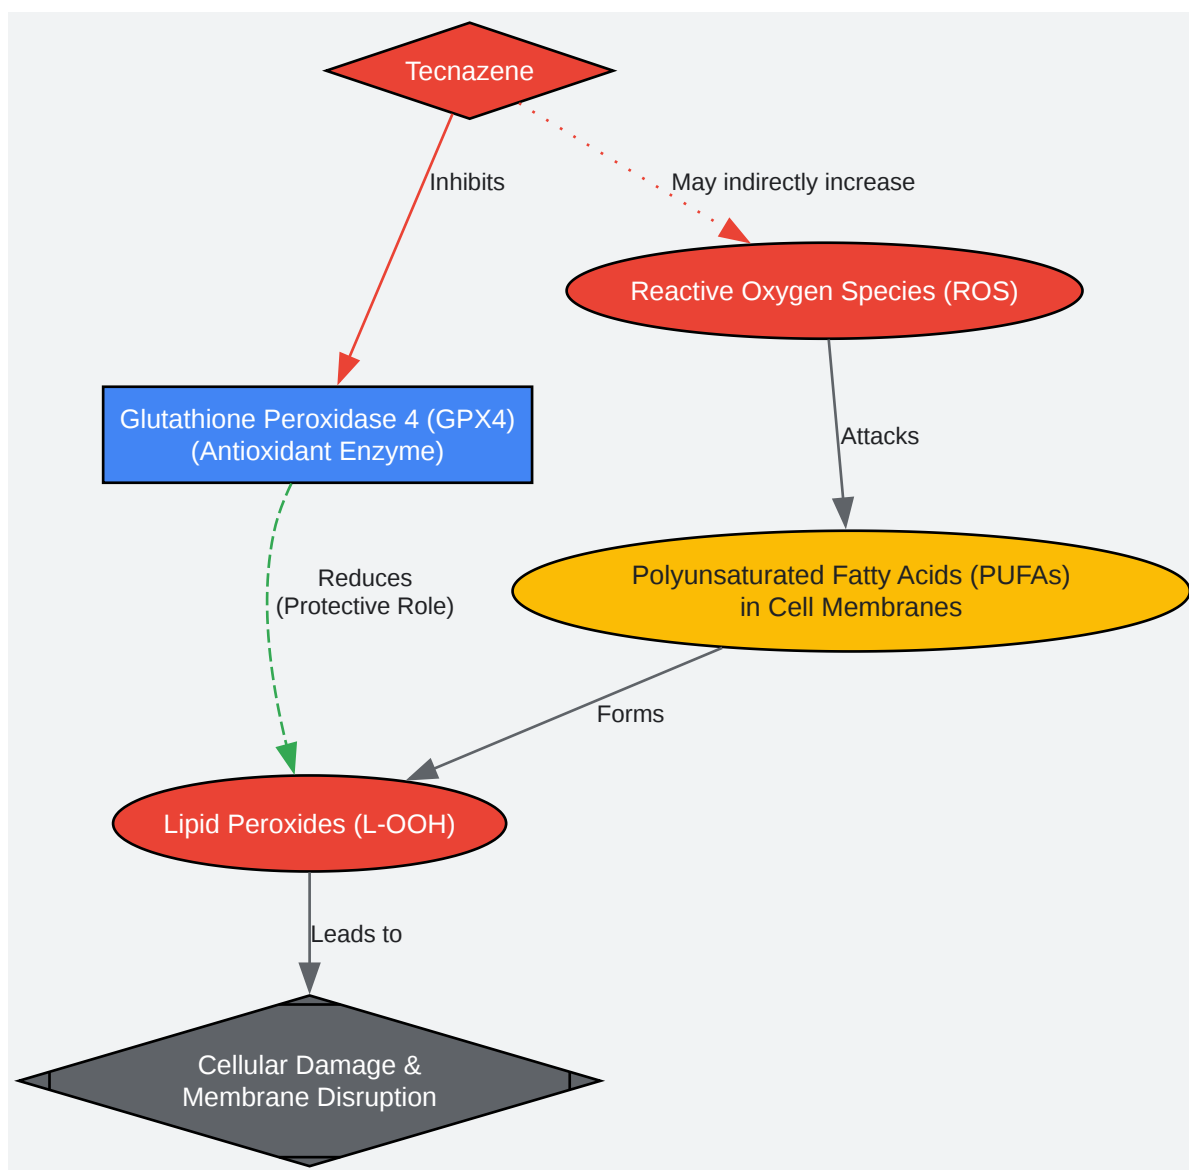 Tecnazene
Inhibits
May indirectly increase
Reactive Oxygen Species (ROS)
Glutathione Peroxidase 4 (GPX4)
(Antioxidant Enzyme)
Attacks
Polyunsaturated Fatty Acids (PUFAs)
in Cell Membranes
Reduces
(Protective Role)
Forms
Lipid Peroxides (L-OOH)
Leads to
Cellular Damage &
Membrane Disruption